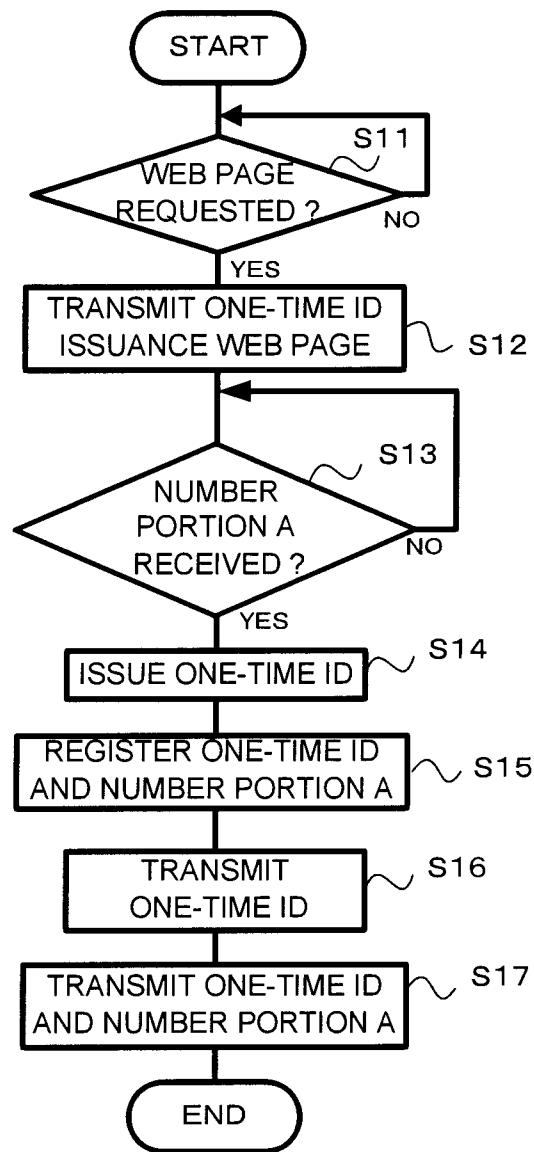 START
S11
WEB PAGE
REQUESTED ?
NO
YES
TRANSMIT ONE-TIME ID
ISSUANCE WEB PAGE
S12
S13
NUMBER
PORTION A
RECEIVED ?
NO
YES
S14
ISSUE ONE-TIME ID
REGISTER ONE-TIME ID
AND NUMBER PORTION A
S15
TRANSMIT
ONE-TIME ID
S16
TRANSMIT ONE-TIME ID
AND NUMBER PORTION A
S17
END